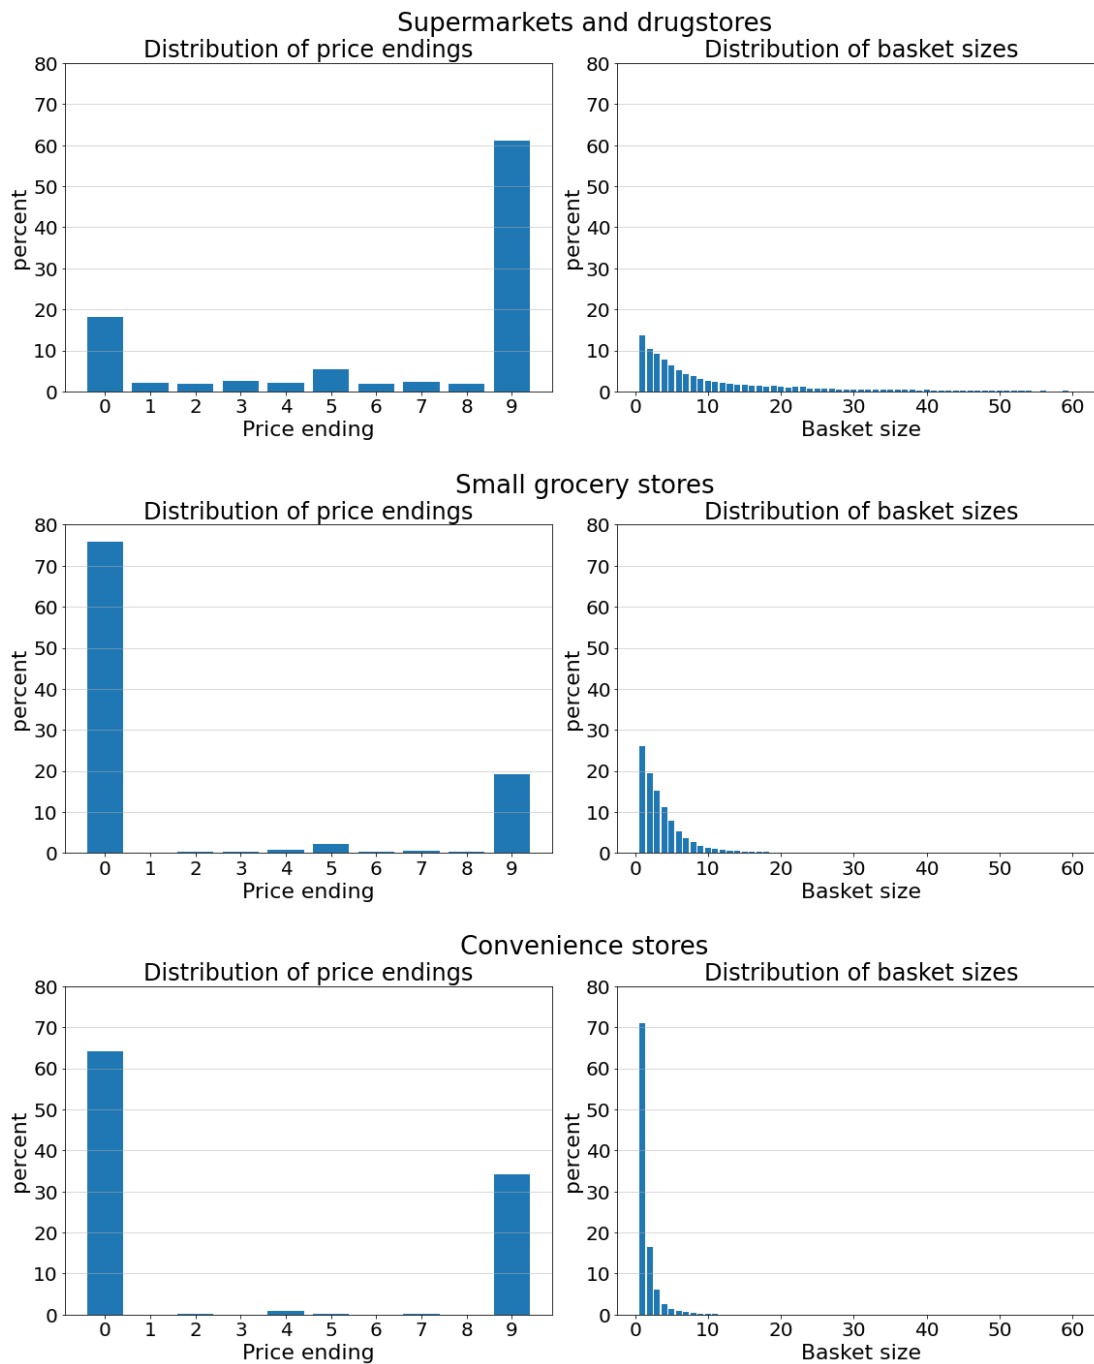 Supermarkets and drugstores
Distribution of price endings
Distribution of basket sizes
80
70
60
50
40
30
20
10
0
percent
0 1 2 3 4 5 6 7 8 9
Price ending
80
70
60
50
40
30
20
10
0
percent
0 10 20 30 40 50 60
Basket size
Small grocery stores
Distribution of price endings
Distribution of basket sizes
80
70
60
50
40
30
20
10
0
percent
0 1 2 3 4 5 6 7 8 9
Price ending
80
70
60
50
40
30
20
10
0
percent
0 10 20 30 40 50 60
Basket size
Convenience stores
Distribution of price endings
Distribution of basket sizes
80
70
60
50
40
30
20
10
0
percent
0 1 2 3 4 5 6 7 8 9
Price ending
80
70
60
50
40
30
20
10
0
percent
0 10 20 30 40 50 60
Basket size